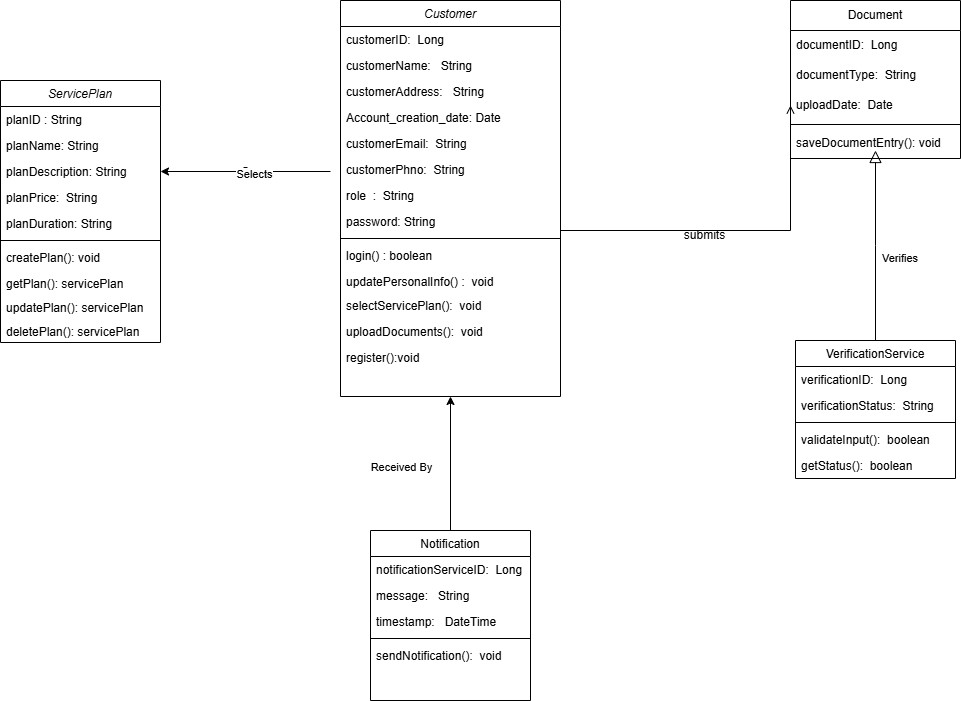 Customer
customerID: Long
customerName: String
customerAddress: String
Account_creation_date: Date
customerEmail: String
customerPhno: String
role : String
password: String
login() : boolean
updatePersonalInfo() : void
selectServicePlan(): void
uploadDocuments(): void
register():void
Document
documentID: Long
documentType: String
uploadDate: Date
saveDocumentEntry(): void
ServicePlan
planID : String
planName: String
planDescription: String
planPrice: String
planDuration: String
createPlan(): void
getPlan(): servicePlan
updatePlan(): servicePlan
deletePlan(): servicePlan
Selects
submits
Verifies
VerificationService
verificationID: Long
verificationStatus: String
validateInput(): boolean
getStatus(): boolean
Received By
Notification
notificationServiceID: Long
message: String
timestamp: DateTime
sendNotification(): void